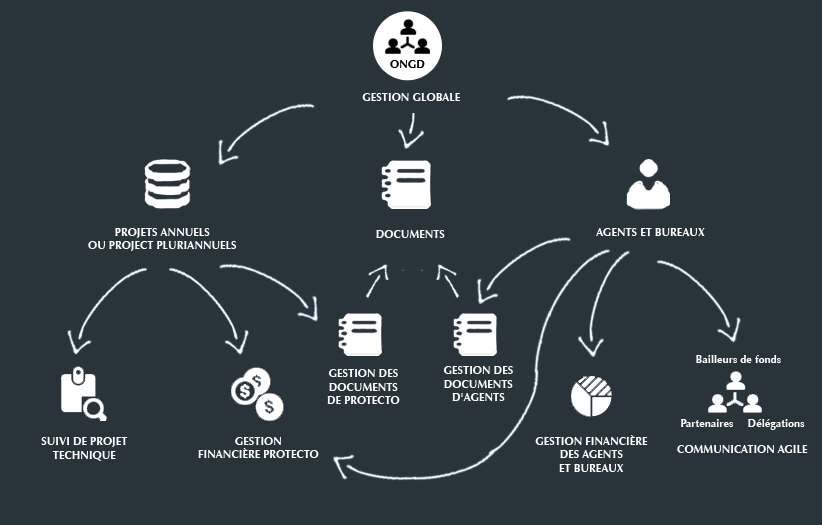 ONGD
GESTION GLOBALE
PROJETS ANNUELS
OU PROJECT PLURIANNUELS
DOCUMENTS
AGENTS ET BUREAUX
SUIVI DE PROJET
TECHNIQUE
$
$
$
GESTION
FINANCIÈRE PROTECTO
GESTION DES
DOCUMENTS
DE PROTECTO
GESTION DES
DOCUMENTS
D'AGENTS
GESTION FINANCIÈRE
DES AGENTS
ET BUREAUX
Bailleurs de fonds
Partenaires Délégations
COMMUNICATION AGILE